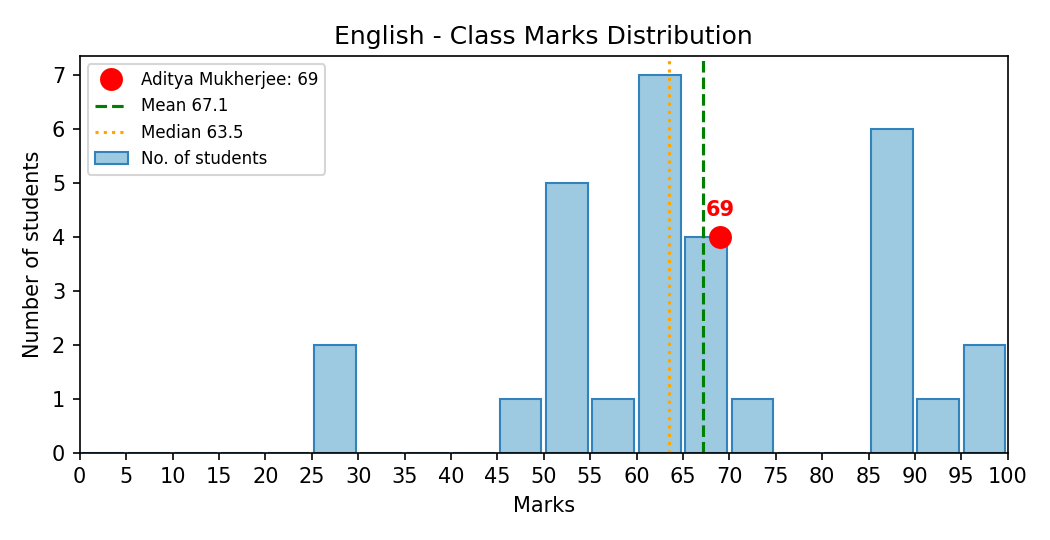 English - Class Marks Distribution
Aditya Mukherjee: 69
Mean 67.1
Median 63.5
No. of students
Number of students
7
6
5
4
3
2
1
0
69
0 5 10 15 20 25 30 35 40 45 50 55 60 65 70 75 80 85 90 95 100
Marks